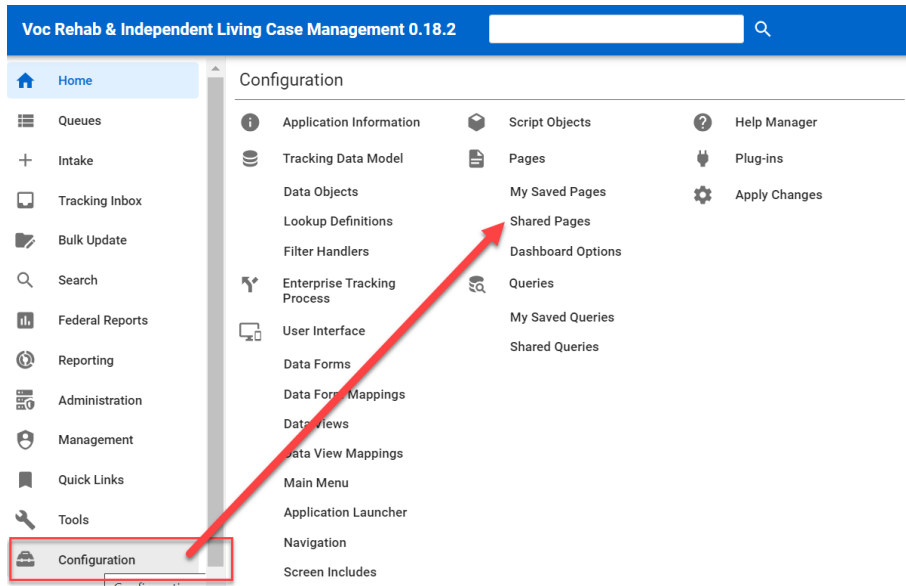 Voc Rehab & Independent Living Case Management 0.18.2
Home
Queues
Intake
Tracking Inbox
Bulk Update
Search
Federal Reports
Reporting
Administration
Management
Quick Links
Tools
Configuration
Configuration
Application Information
Tracking Data Model
Data Objects
Lookup Definitions
Filter Handlers
Enterprise Tracking
Process
User Interface
Data Forms
Data Form Mappings
Data Views
Data View Mappings
Main Menu
Application Launcher
Navigation
Screen Includes
Script Objects
Pages
My Saved Pages
Shared Pages
Dashboard Options
Queries
My Saved Queries
Shared Queries
Help Manager
Plug-ins
Apply Changes